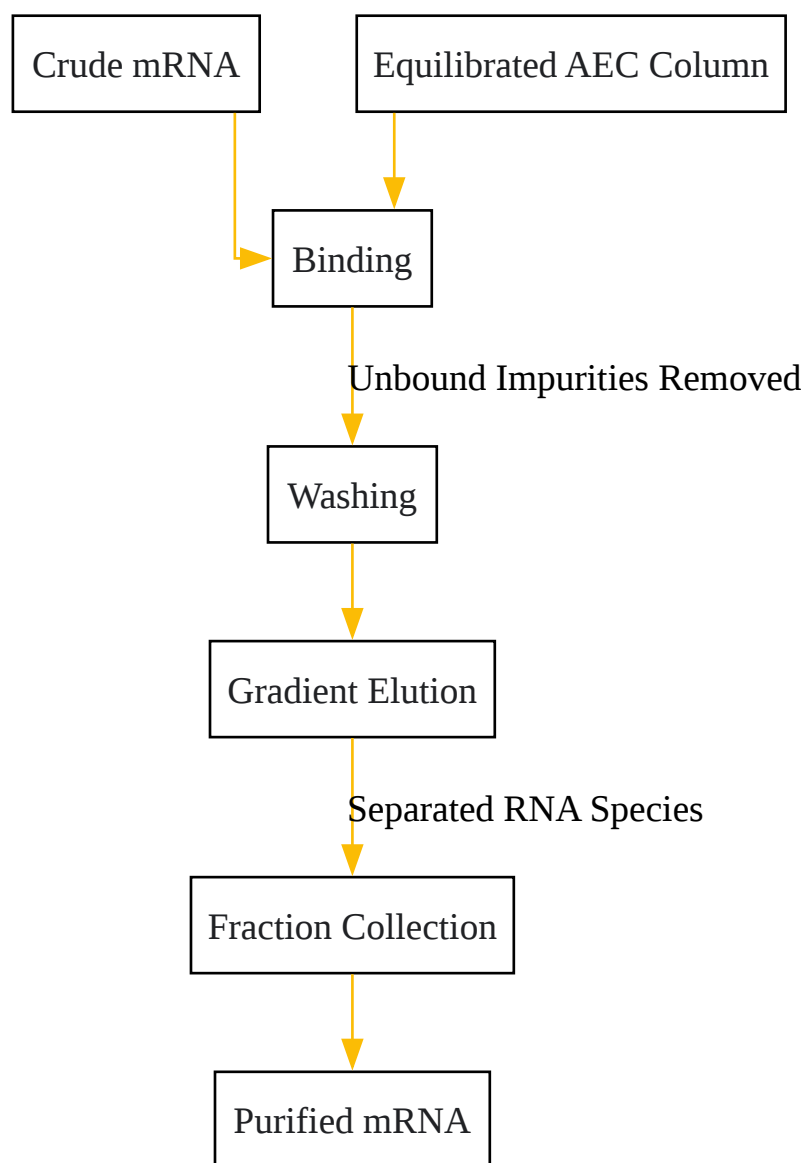 Crude mRNA
Equilibrated AEC Column
Binding
Unbound Impurities Removed
Washing
Gradient Elution
Separated RNA Species
Fraction Collection
Purified mRNA